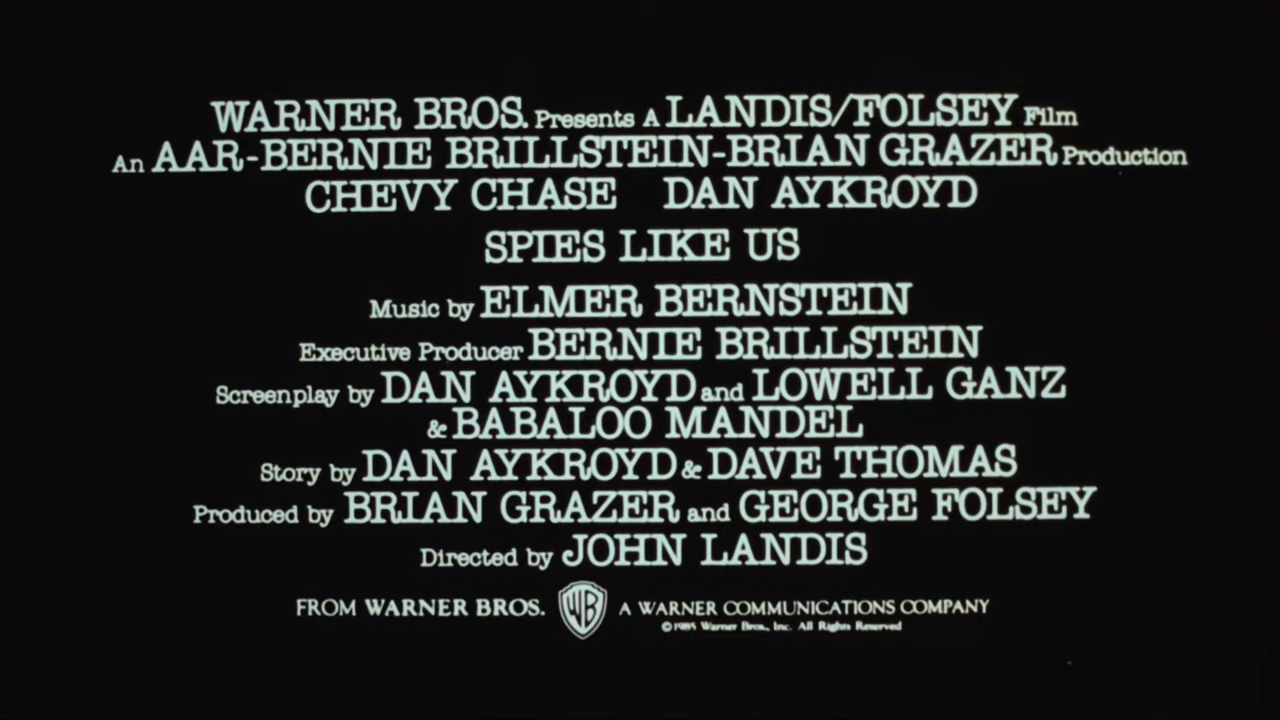 WARNER BROS. Presents A LANDIS/FOLSEY Film
An AAR-BERNIE BRILLSTEIN-BRIAN GRAZER Production
CHEVY CHASE DAN AYKROYD
SPIES LIKE US
Music by ELMER BERNSTEIN
Executive Producer BERNIE BRILLSTEIN
Screenplay by DAN AYKROYD and LOWELL GANZ
& BABALOO MANDEL
Story by DAN AYKROYD & DAVE THOMAS
Produced by BRIAN GRAZER and GEORGE FOLSEY
Directed by JOHN LANDIS
FROM WARNER BROS. WB A WARNER COMMUNICATIONS COMPANY
©1985 Warner Bros., Inc. All Rights Reserved